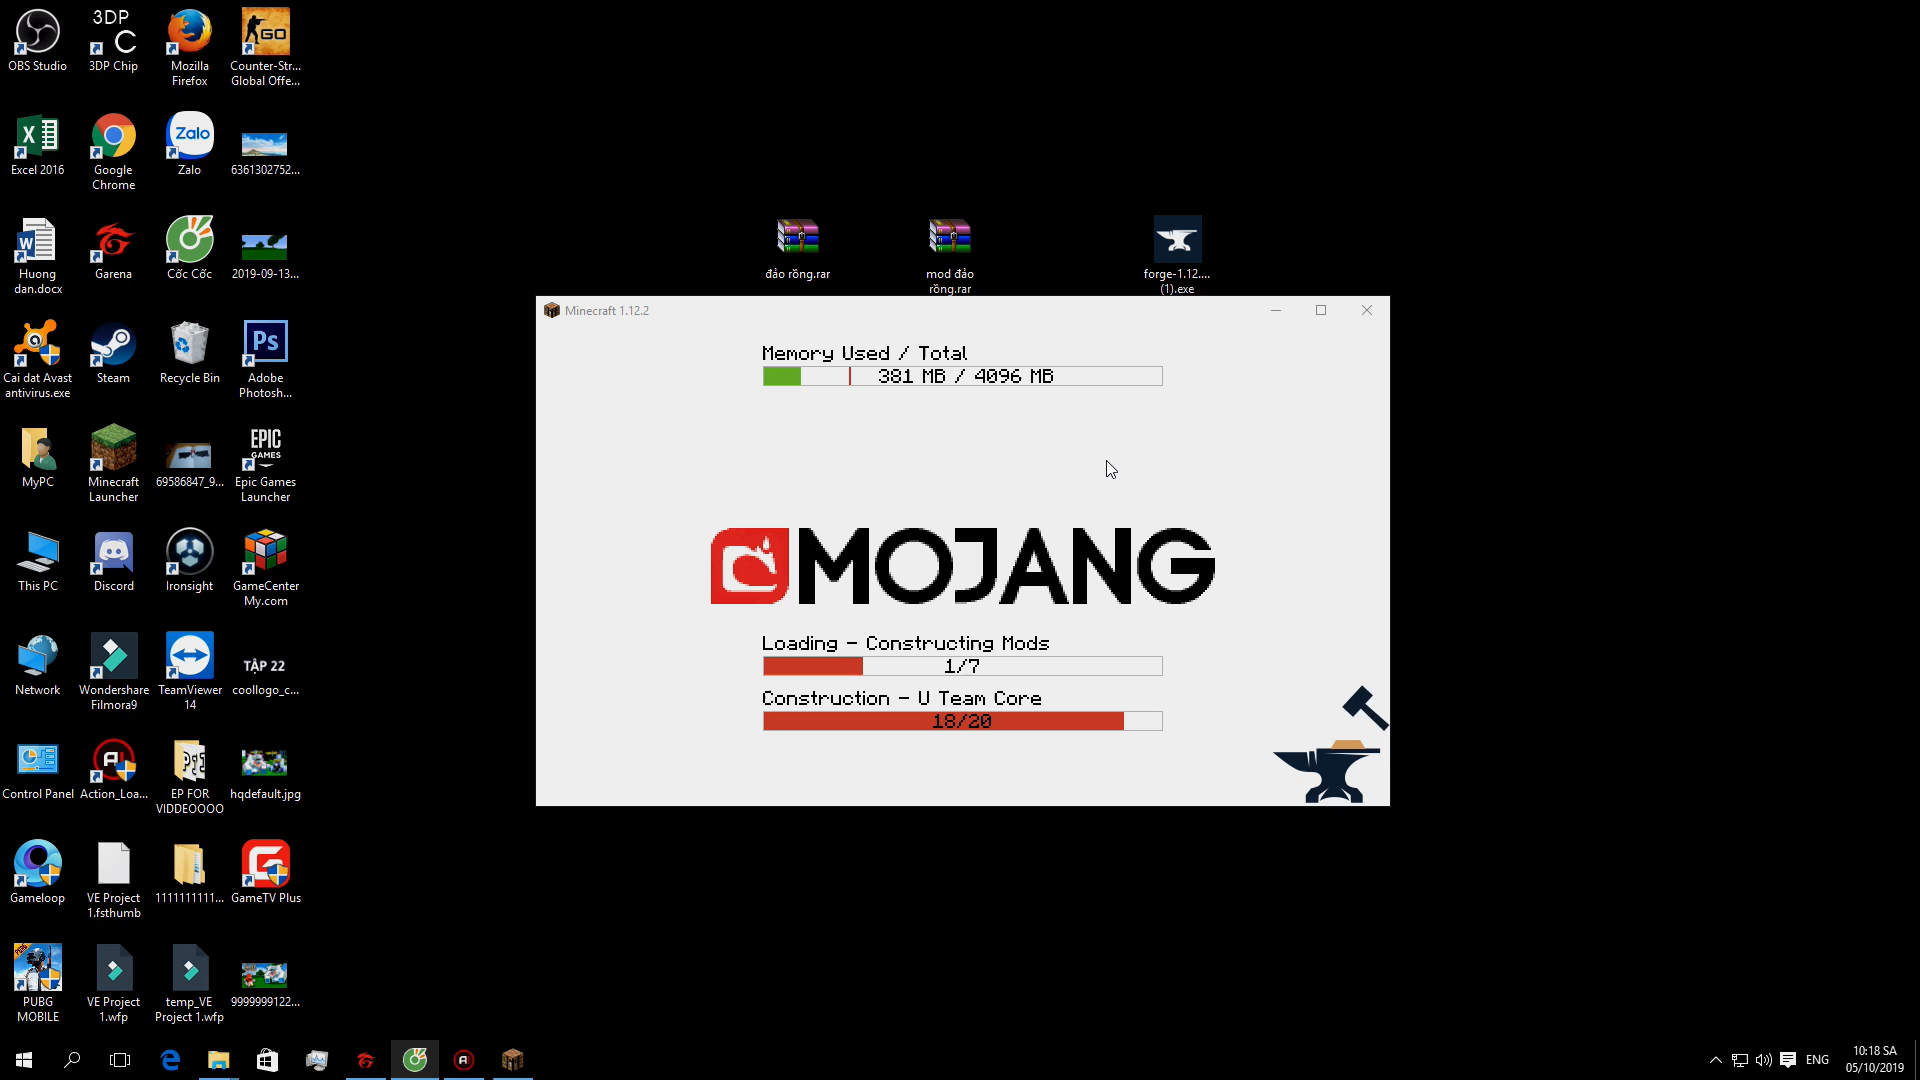 OBS Studio
3DP
C
3DP Chip
Mozilla
Firefox
GO
Counter-Str...
Global Offe...
Excel 2016
Google
Chrome
Zalo
Zalo
6361302752...
Huong
dan.docx
Garena
Cốc Cốc
2019-09-13...
Cai dat Avast
antivirus.exe
Steam
Recycle Bin
Ps
Adobe
Photosh...
MyPC
Minecraft
Launcher
69586847_9...
EPIC
GAMES
Epic Games
Launcher
This PC
Discord
Ironsight
GameCenter
My.com
Network
Wondershare
Filmora9
TeamViewer
14
TẬP 22
coollogo_c...
Control Panel
Action_Loa...
EP FOR
VIDDEOOOO
hqdefault.jpg
Gameloop
VE Project
1.fsthumb
1111111111...
GameTV Plus
PUBG
MOBILE
VE Project
1.wfp
temp_VE
Project 1.wfp
9999999122...
đảo rồng.rar
mod đảo
rồng.rar
forge-1.12....
(1).exe
Minecraft 1.12.2
Memory Used / Total
381 MB / 4096 MB
MOJANG
Loading - Constructing Mods
1/7
Construction - U Team Core
18/20
ENG
10:18 SA
05/10/2019